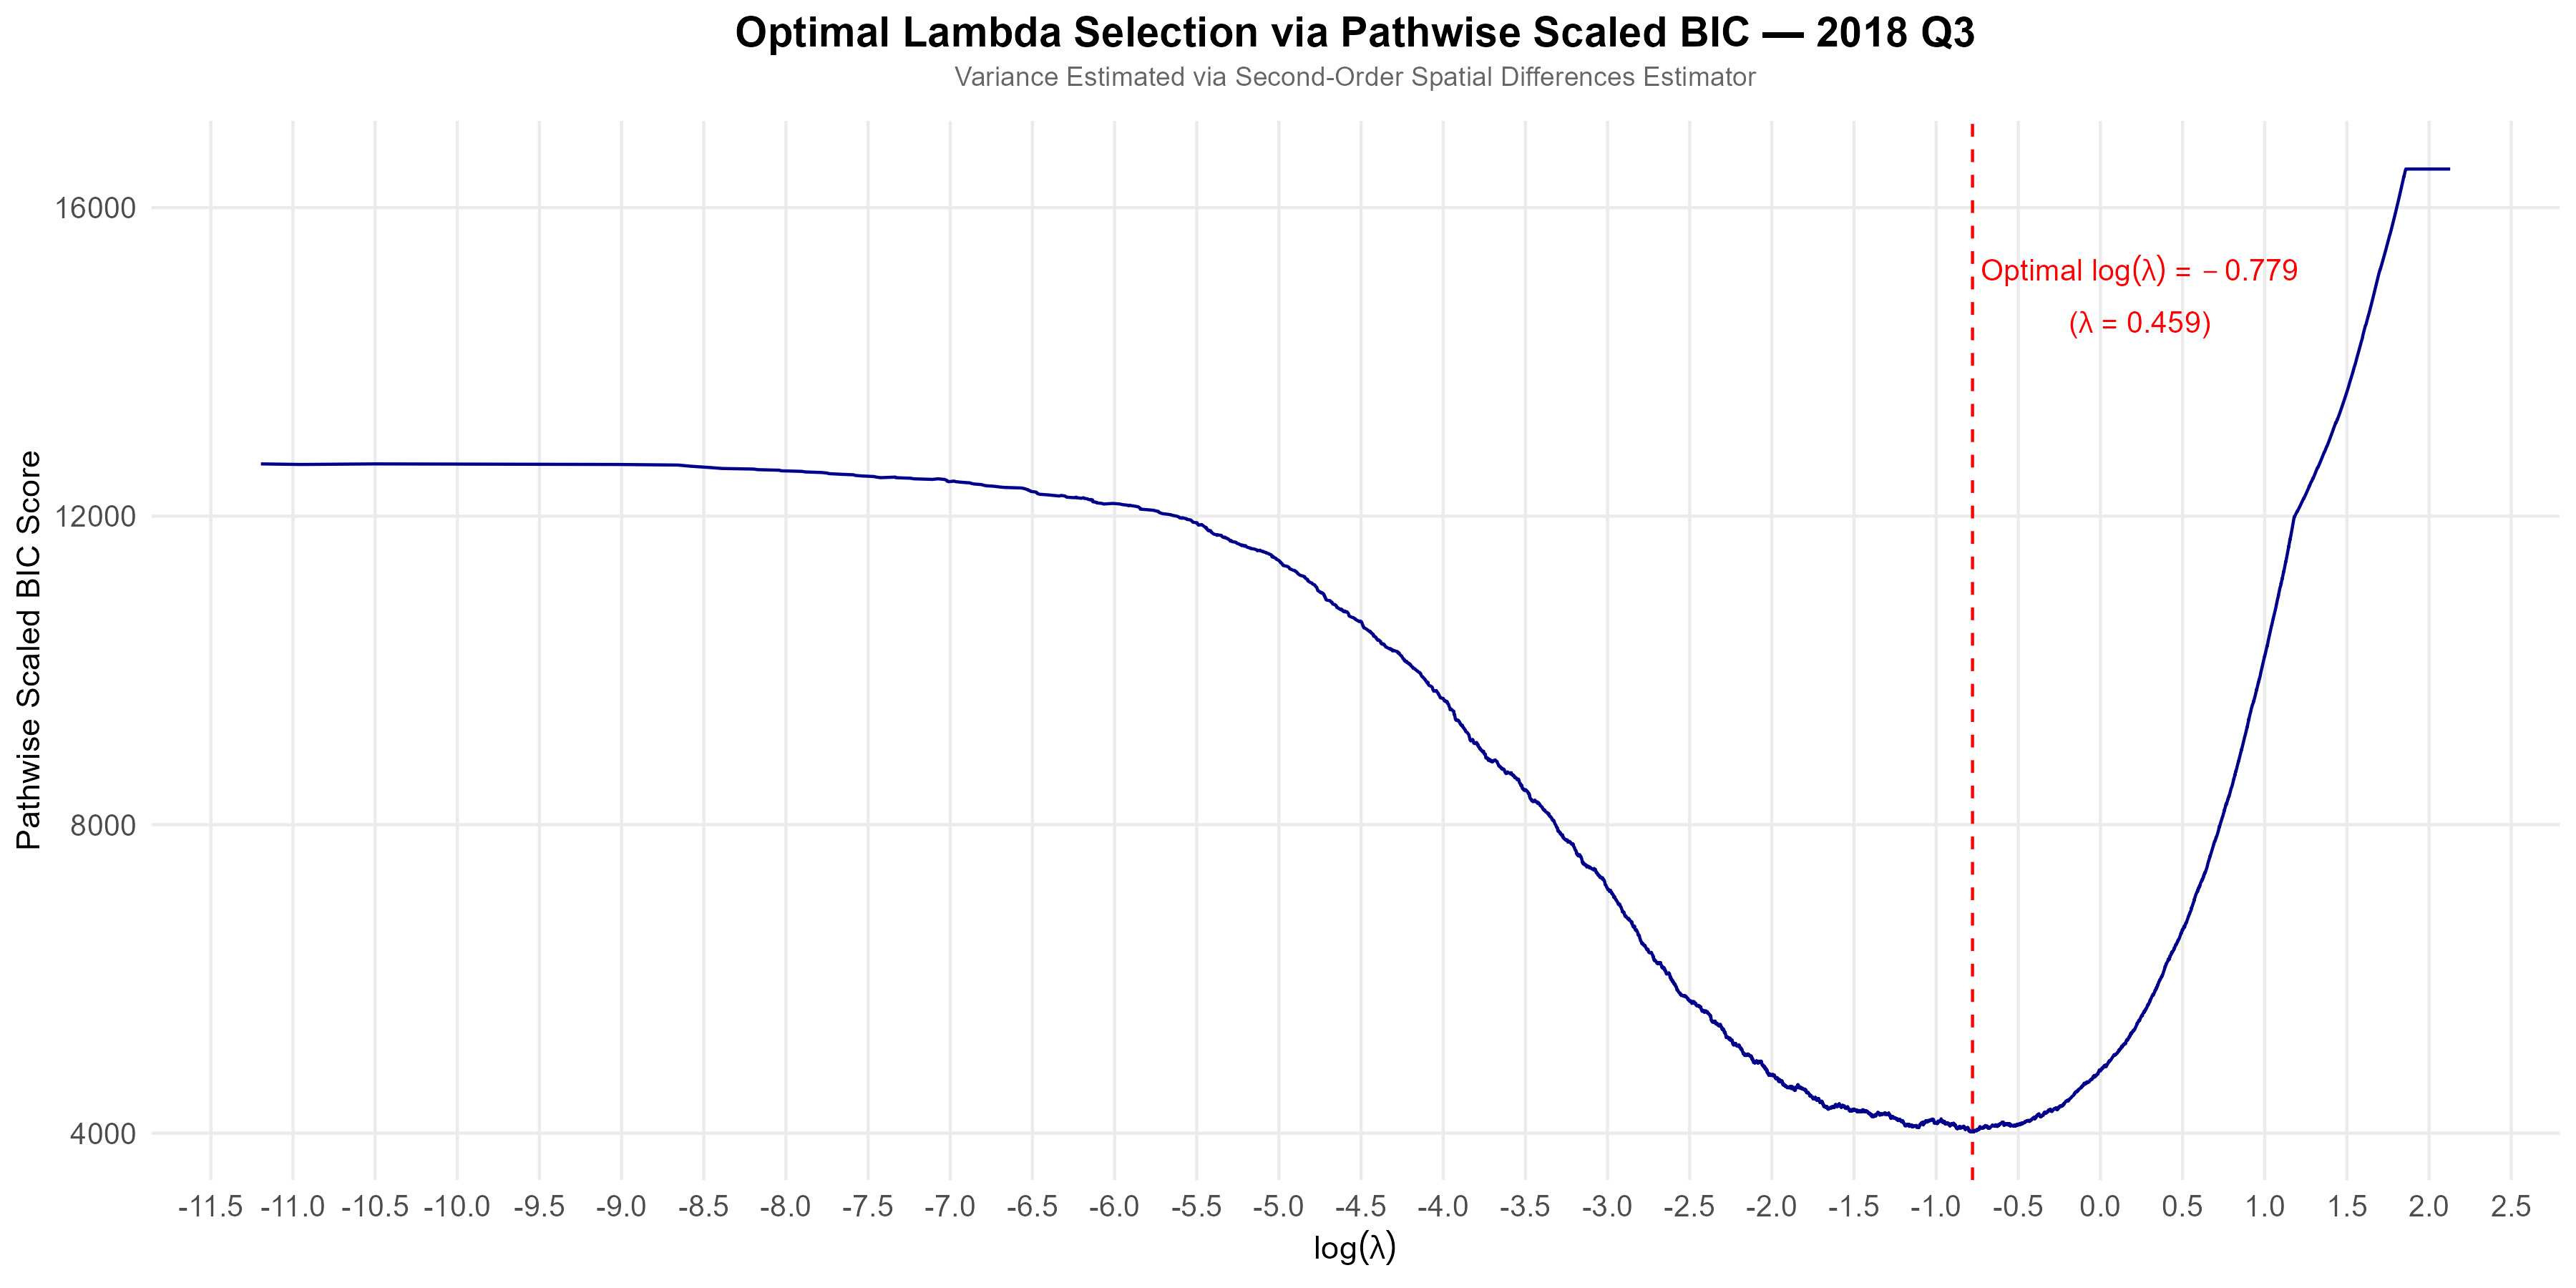 Optimal Lambda Selection via Pathwise Scaled BIC — 2018 Q3
Variance Estimated via Second-Order Spatial Differences Estimator
Pathwise Scaled BIC Score
16000
12000
8000
4000
Optimal log(λ) = − 0.779
(λ = 0.459)
-11.5 -11.0 -10.5 -10.0 -9.5 -9.0 -8.5 -8.0 -7.5 -7.0 -6.5 -6.0 -5.5 -5.0 -4.5 -4.0 -3.5 -3.0 -2.5 -2.0 -1.5 -1.0 -0.5 0.0 0.5 1.0 1.5 2.0 2.5
log(λ)